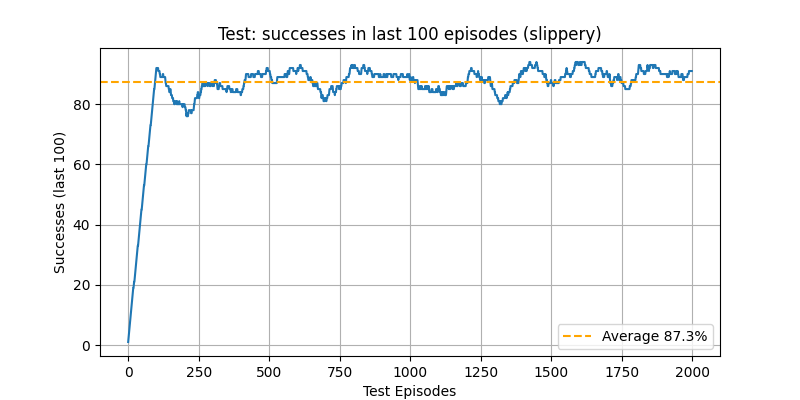 Test: successes in last 100 episodes (slippery)
Successes (last 100)
80
60
40
20
0
Average 87.3%
0 250 500 750 1000 1250 1500 1750 2000
Test Episodes